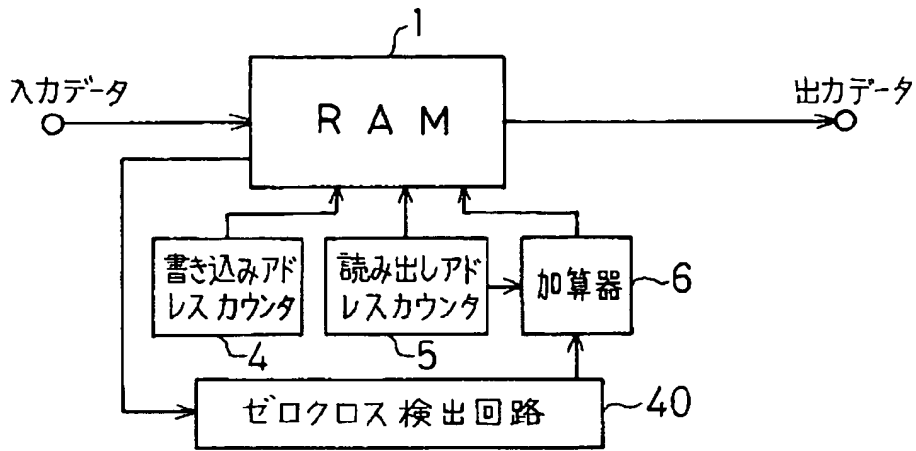 1
入力データ
RAM
出力データ
書き込みアド
レスカウンタ
4
読み出しアド
レスカウンタ
5
加算器
6
ゼロクロス検出回路
40